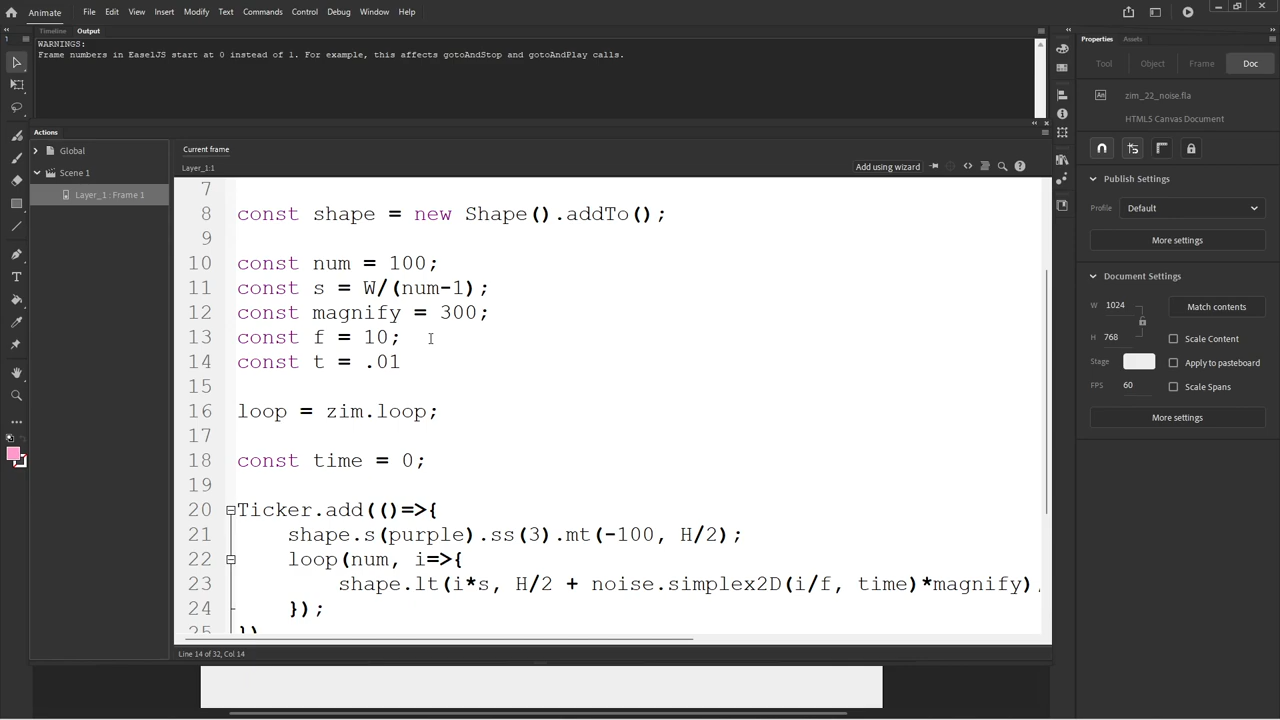 Animate File Edit View Insert Modify Text Commands Control Debug Window Help
Timeline Output
WARNINGS:
Frame numbers in EaselJS start at 0 instead of 1. For example, this affects gotoAndStop and gotoAndPlay calls.
Actions
Global
Scene 1
Layer_1 : Frame 1
Current frame
Layer_1:1
Add using wizard
7
8 const shape = new Shape().addTo();
9
10 const num = 100;
11 const s = W/(num-1);
12 const magnify = 300;
13 const f = 10;
14 const t = .01
15
16 loop = zim.loop;
17
18 const time = 0;
19
20 Ticker.add(()=>{
21 shape.s(purple).ss(3).mt(-100, H/2);
22 loop(num, i=>{
23 shape.lt(i*s, H/2 + noise.simplex2D(i/f, time)*magnify)
24 });
25 })
Line 14 of 32, Col 14
Properties Assets
Tool Object Frame Doc
An zim_22_noise.fla
HTML5 Canvas Document
Publish Settings
Profile Default
More settings
Document Settings
W 1024 Match contents
H 768 Scale Content
Stage Apply to pasteboard
FPS 60 Scale Spans
More settings